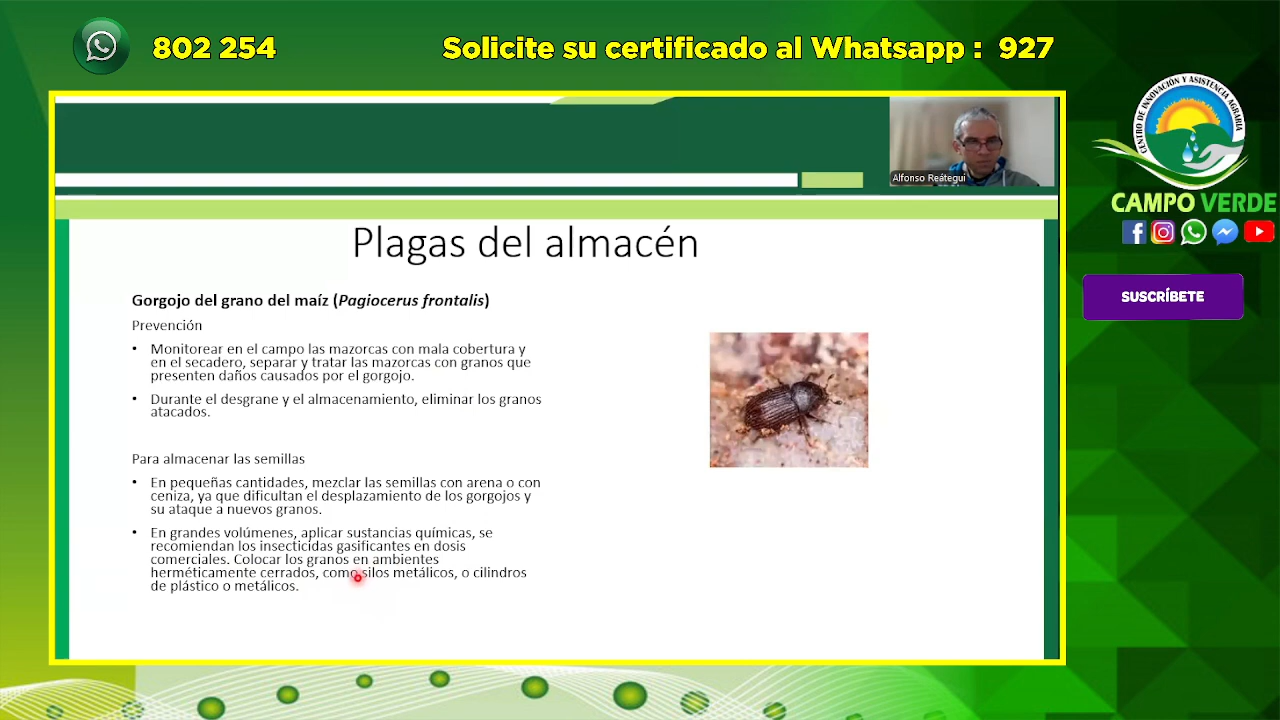 802 254
Solicite su certificado al Whatsapp : 927
Alfonso Reátegui
CENTRO DE INNOVACIÓN Y ASISTENCIA AGRARIA
CAMPO VERDE
SUSCRÍBETE
Plagas del almacén
Gorgojo del grano del maíz (Pagiocerus frontalis)
Prevención
• Monitorear en el campo las mazorcas con mala cobertura y
en el secadero, separar y tratar las mazorcas con granos que
presenten daños causados por el gorgojo.
• Durante el desgrane y el almacenamiento, eliminar los granos
atacados.
Para almacenar las semillas
• En pequeñas cantidades, mezclar las semillas con arena o con
ceniza, ya que dificultan el desplazamiento de los gorgojos y
su ataque a nuevos granos.
• En grandes volúmenes, aplicar sustancias químicas, se
recomiendan los insecticidas gasificantes en dosis
comerciales. Colocar los granos en ambientes
herméticamente cerrados, como silos metálicos, o cilindros
de plástico o metálicos.